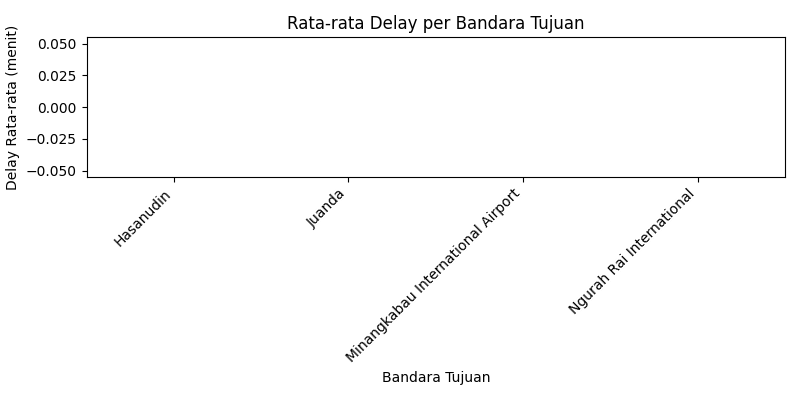 Rata-rata Delay per Bandara Tujuan
Delay Rata-rata (menit)
0.050
0.025
0.000
−0.025
−0.050
Hasanudin
Juanda
Minangkabau International Airport
Ngurah Rai International
Bandara Tujuan